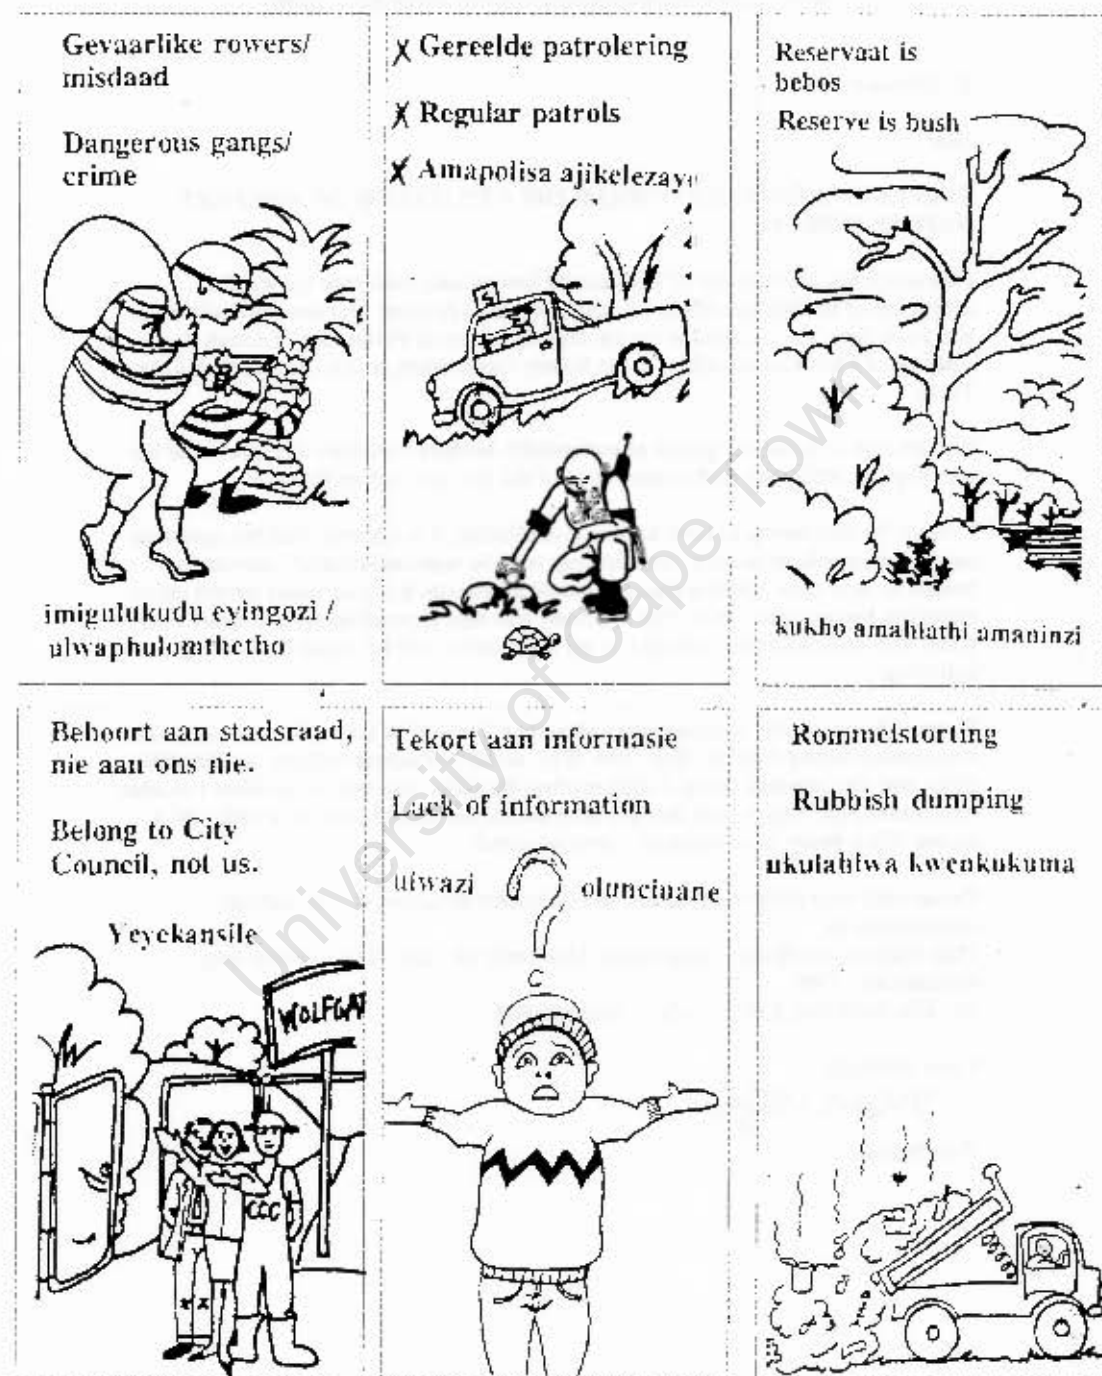 Gevaarlike rowers/
misdaad
Dangerous gangs/
crime
imigulukudu eyingozi /
ulwaphulomthetho
X Gereelde patrolering
X Regular patrols
X Amapolisa ajikelezayo
Reservaat is
bebos
Reserve is bush
kukho amahlathi amaninzi
Behoort aan stadsraad,
nie aan ons nie.
Belong to City
Council, not us.
Yeyekansile
WOLFGAT
CCC
Tekort aan informasie
Lack of information
ulwazi ? olunciuane
Rommelstorting
Rubbish dumping
ukulahlwa kwenkukuma
University of Cape Town